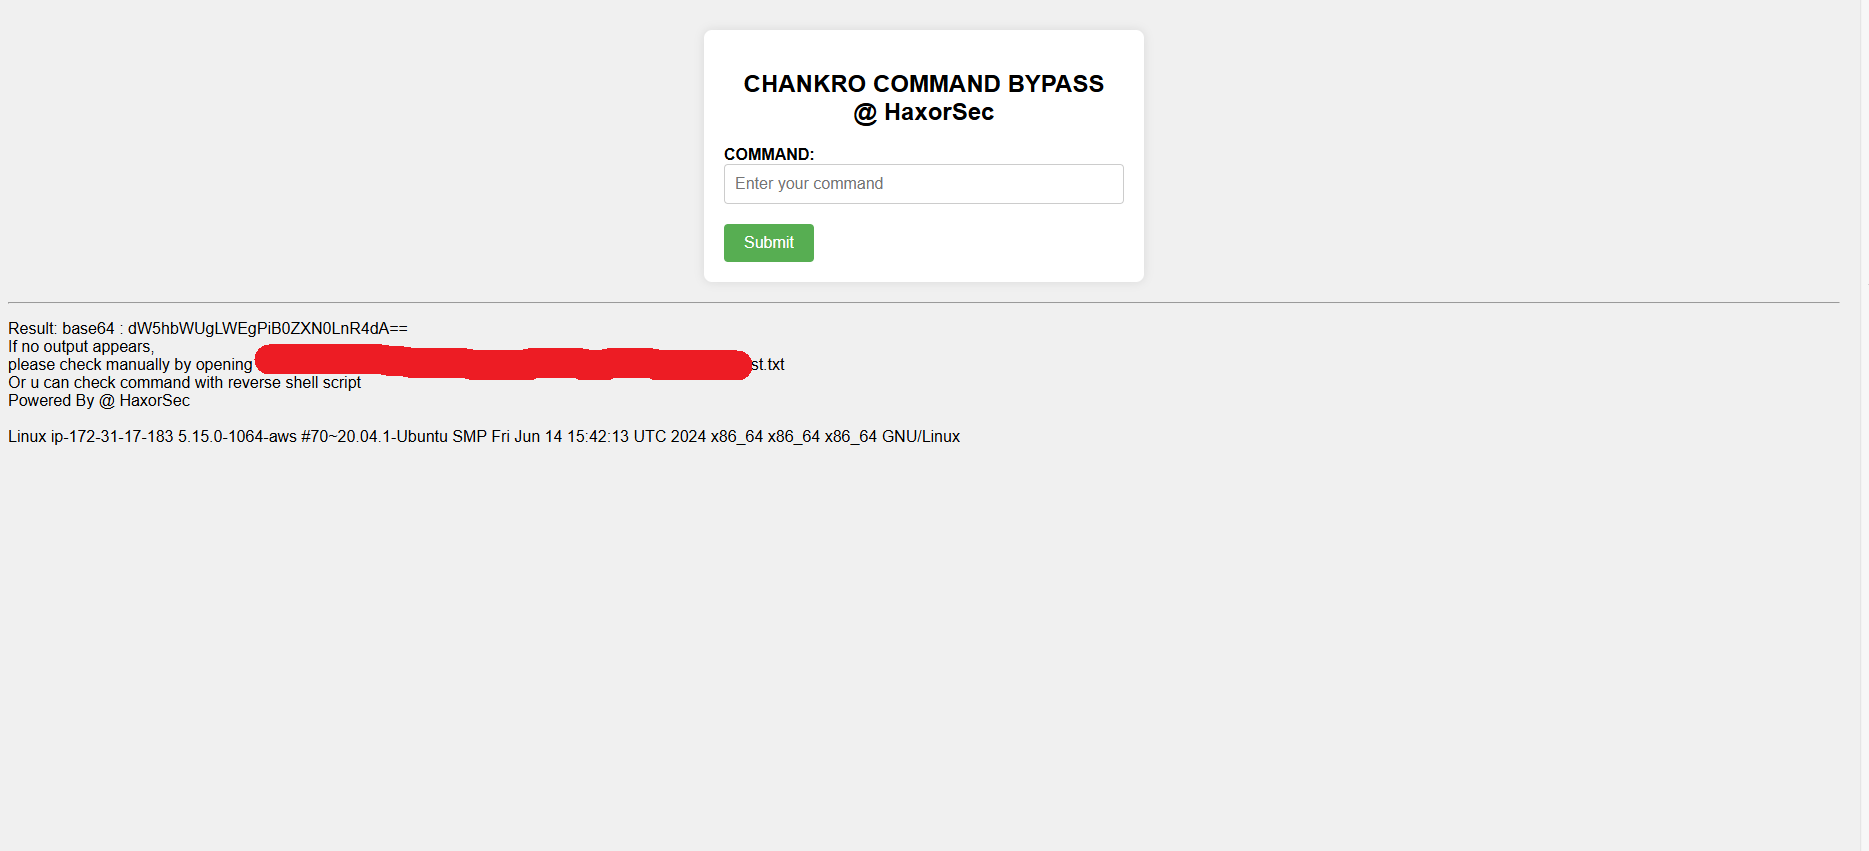 CHANKRO COMMAND BYPASS
@ HaxorSec
COMMAND:
Enter your command
Submit
Result: base64 : dW5hbWUgLWEgPiB0ZXN0LnR4dA==
If no output appears,
please check manually by opening st.txt
Or u can check command with reverse shell script
Powered By @ HaxorSec
Linux ip-172-31-17-183 5.15.0-1064-aws #70~20.04.1-Ubuntu SMP Fri Jun 14 15:42:13 UTC 2024 x86_64 x86_64 x86_64 GNU/Linux